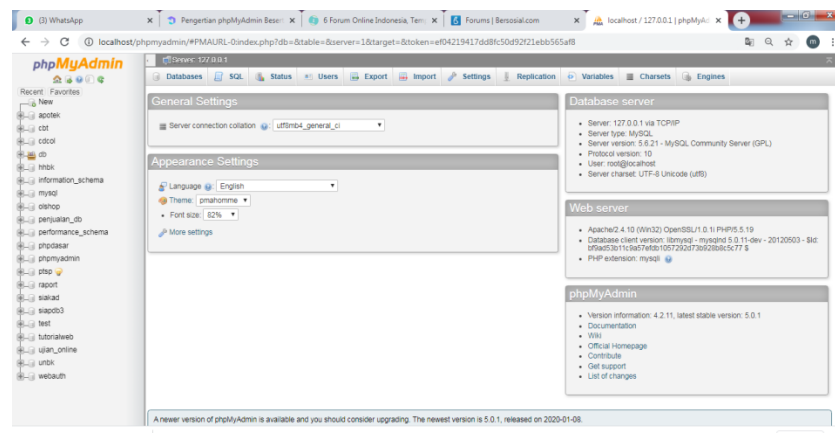 (3) WhatsApp
Pengertian phpMyAdmin Beser
6 Forum Online Indonesia, Tem
Forums | Bersosial.com
localhost / 127.0.0.1 | phpMyAd
localhost/phpmyadmin/#PMAURL-0:index.php?db=&table=&server=1&target=&token=ef04219417dd8fc50d92f21ebb565af8
m
phpMyAdmin
Recent Favorites
New
apotek
cbt
cdcol
db
hhbk
information_schema
mysql
olshop
penjualan_db
performance_schema
phpdasar
phpmyadmin
ptsp
raport
siakad
siapdb3
test
tutorialweb
ujian_online
unbk
webauth
Server: 127.0.0.1
Databases SQL Status Users Export Import Settings Replication Variables Charsets Engines
General Settings
Server connection collation : utf8mb4_general_ci
Appearance Settings
Language : English
Theme: pmahomme
Font size: 82%
More settings
Database server
Server: 127.0.0.1 via TCP/IP
Server type: MySQL
Server version: 5.6.21 - MySQL Community Server (GPL)
Protocol version: 10
User: root@localhost
Server charset: UTF-8 Unicode (utf8)
Web server
Apache/2.4.10 (Win32) OpenSSL/1.0.1i PHP/5.5.19
Database client version: libmysql - mysqlnd 5.0.11-dev - 20120503 - $Id:
bf9ad53b11c9a57efdb1057292d73b928b8c5c77 $
PHP extension: mysqli
phpMyAdmin
Version information: 4.2.11, latest stable version: 5.0.1
Documentation
Wiki
Official Homepage
Contribute
Get support
List of changes
A newer version of phpMyAdmin is available and you should consider upgrading. The newest version is 5.0.1, released on 2020-01-08.